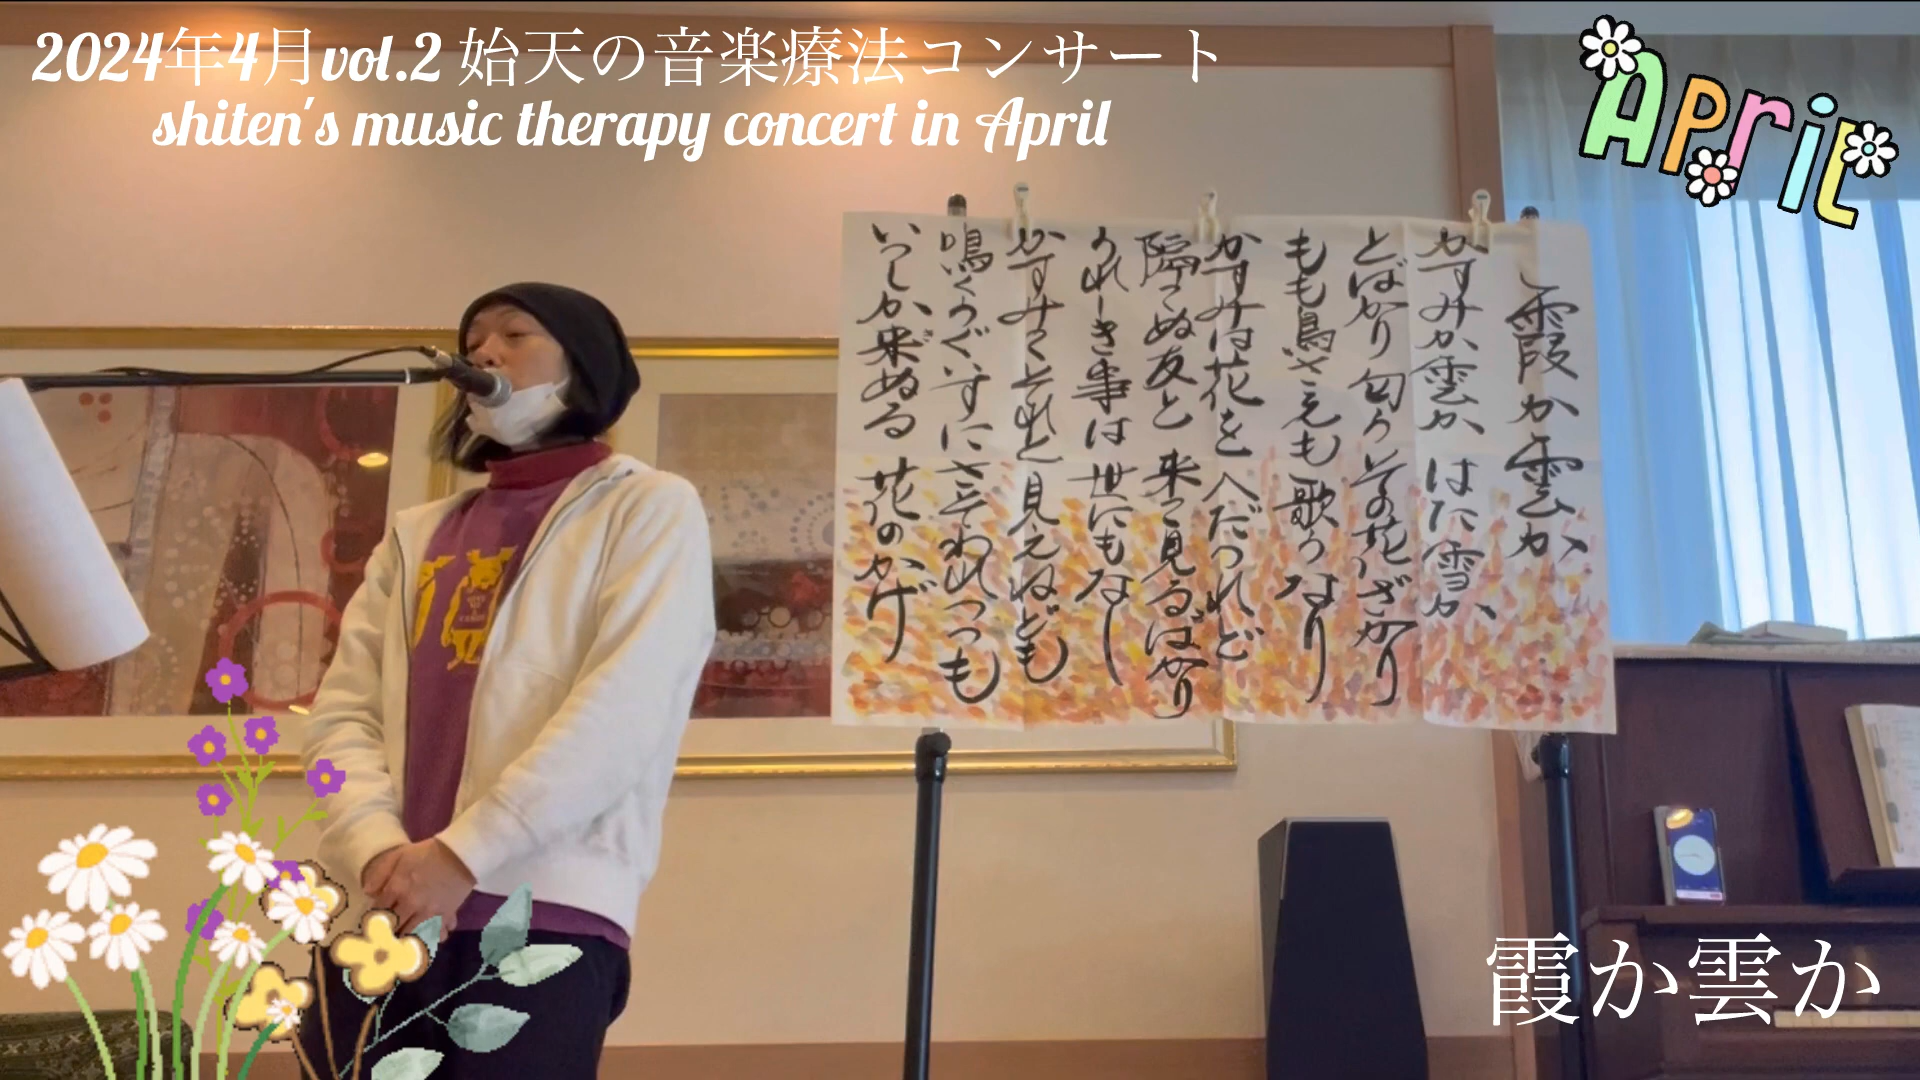 2024年4月vol.2 始天の音楽療法コンサート
shiten's music therapy concert in April
APRIL
霞か雲か
かすみか雲か はた雪か
とばかり匂う その花ざかり
もも鳥さえも 歌うなり
かすみは花を へだつれど
隔てぬ友と 来て見るばかり
うれしき事は 世にもなし
かすみてそれと 見えねども
鳴くうぐいすに さそわれつつも
いつしか来ぬる 花のかげ
霞か雲か